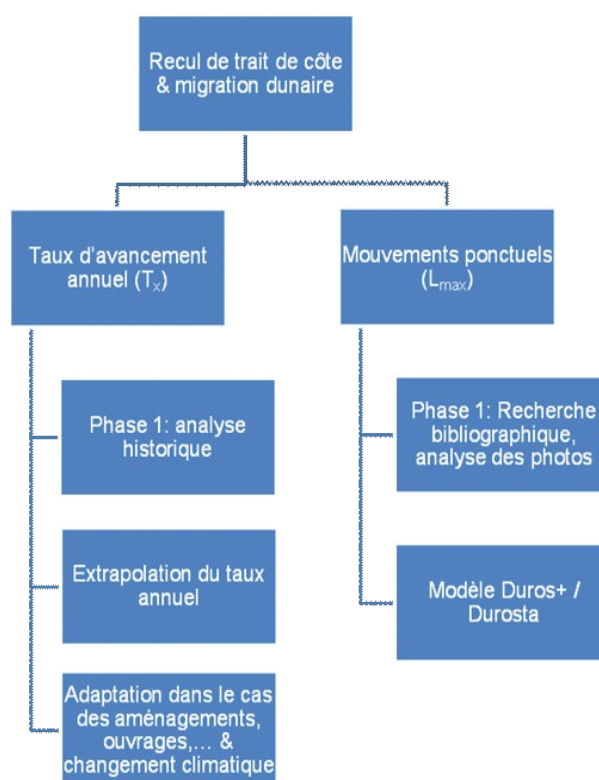 Recul de trait de côte
& migration dunaire
Taux d'avancement
annuel (Tx)
Mouvements ponctuels
(Lmax)
Phase 1: analyse
historique
Phase 1: Recherche
bibliographique,
analyse des photos
Extrapolation du taux
annuel
Modèle Duros+ /
Durosta
Adaptation dans le cas
des aménagements,
ouvrages,... &
changement climatique